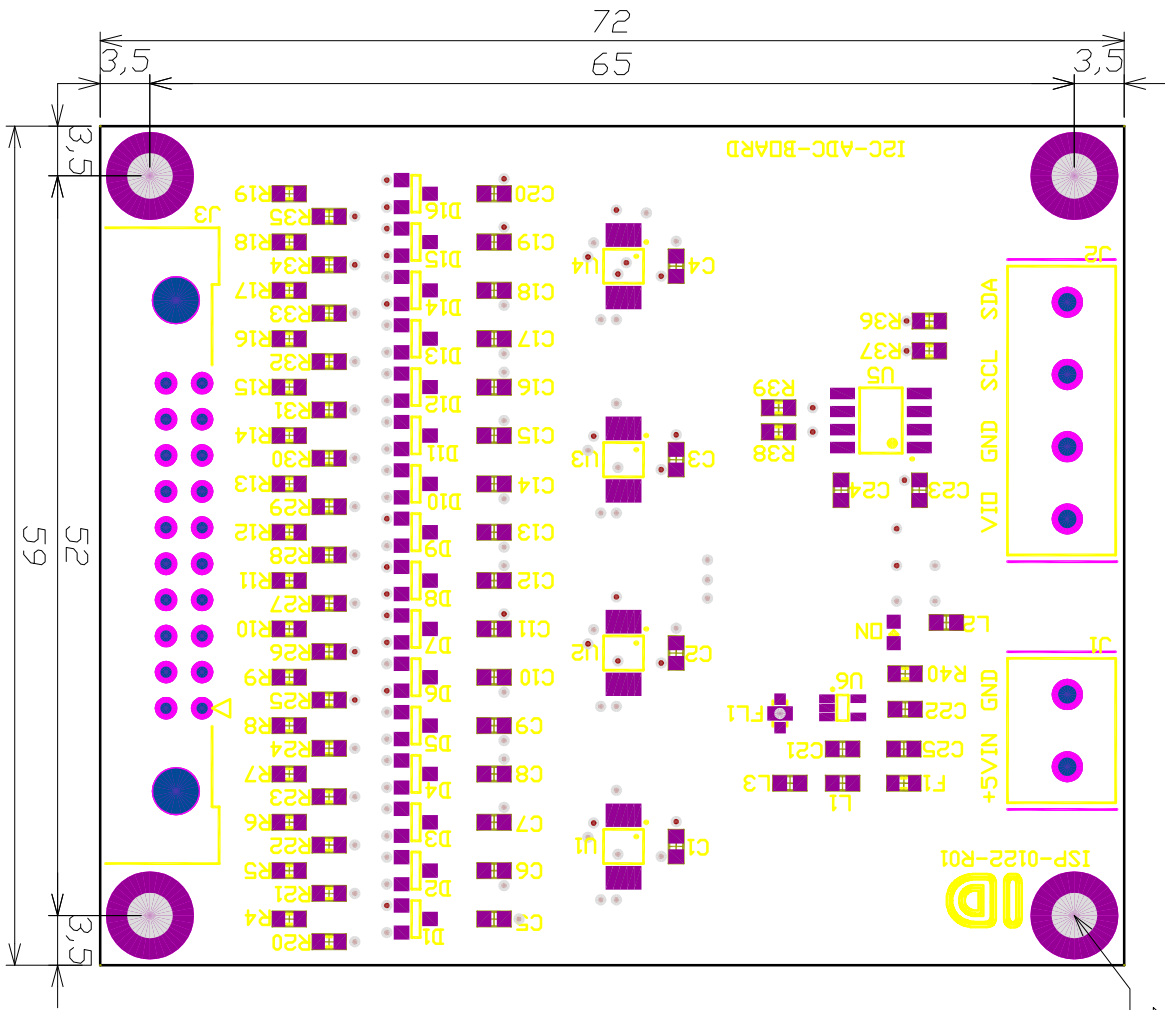 72
3,5
65
3,5
3,5
52
59
3,5
I2C-ADC-BOARD
J3
R19
R35
R18
R34
R17
R33
R16
R32
R15
R31
R14
R30
R13
R29
R12
R28
R11
R27
R10
R26
R9
R25
R8
R24
R7
R23
R6
R22
R5
R21
R4
R20
D16
D15
D14
D13
D12
D11
D10
D9
D8
D7
D6
D5
D4
D3
D2
D1
C20
C19
C18
C17
C16
C15
C14
C13
C12
C11
C10
C9
C8
C7
C6
C5
U4
C4
U3
C3
U2
C2
U1
C1
R36
R37
U5
R39
R38
C24
C23
J2
SDA
SCL
GND
VIO
ON
L2
R40
U6
C22
FL1
C21
C25
L3
L1
F1
J1
GND
+5VIN
ISP-0122-R01